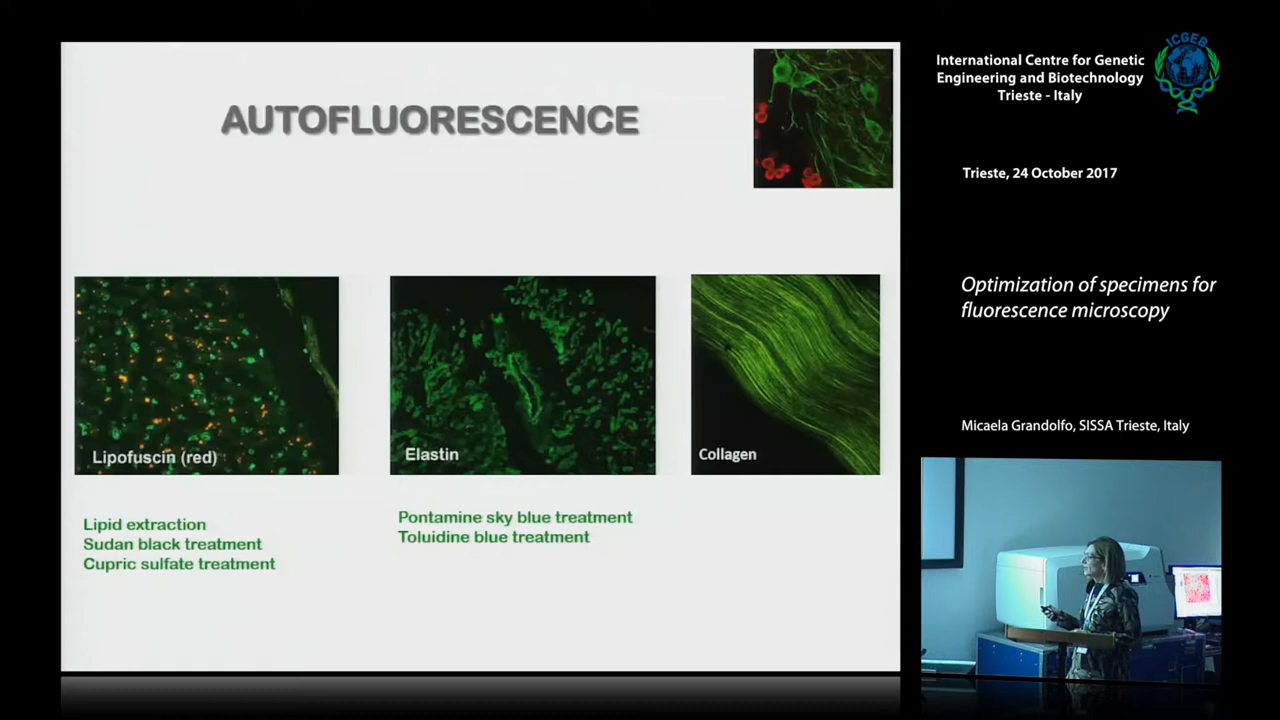 AUTOFLUORESCENCE
Lipofuscin (red)
Elastin
Collagen
Lipid extraction
Sudan black treatment
Cupric sulfate treatment
Pontamine sky blue treatment
Toluidine blue treatment
International Centre for Genetic
Engineering and Biotechnology
Trieste - Italy
ICGEB
Trieste, 24 October 2017
Optimization of specimens for
fluorescence microscopy
Micaela Grandolfo, SISSA Trieste, Italy